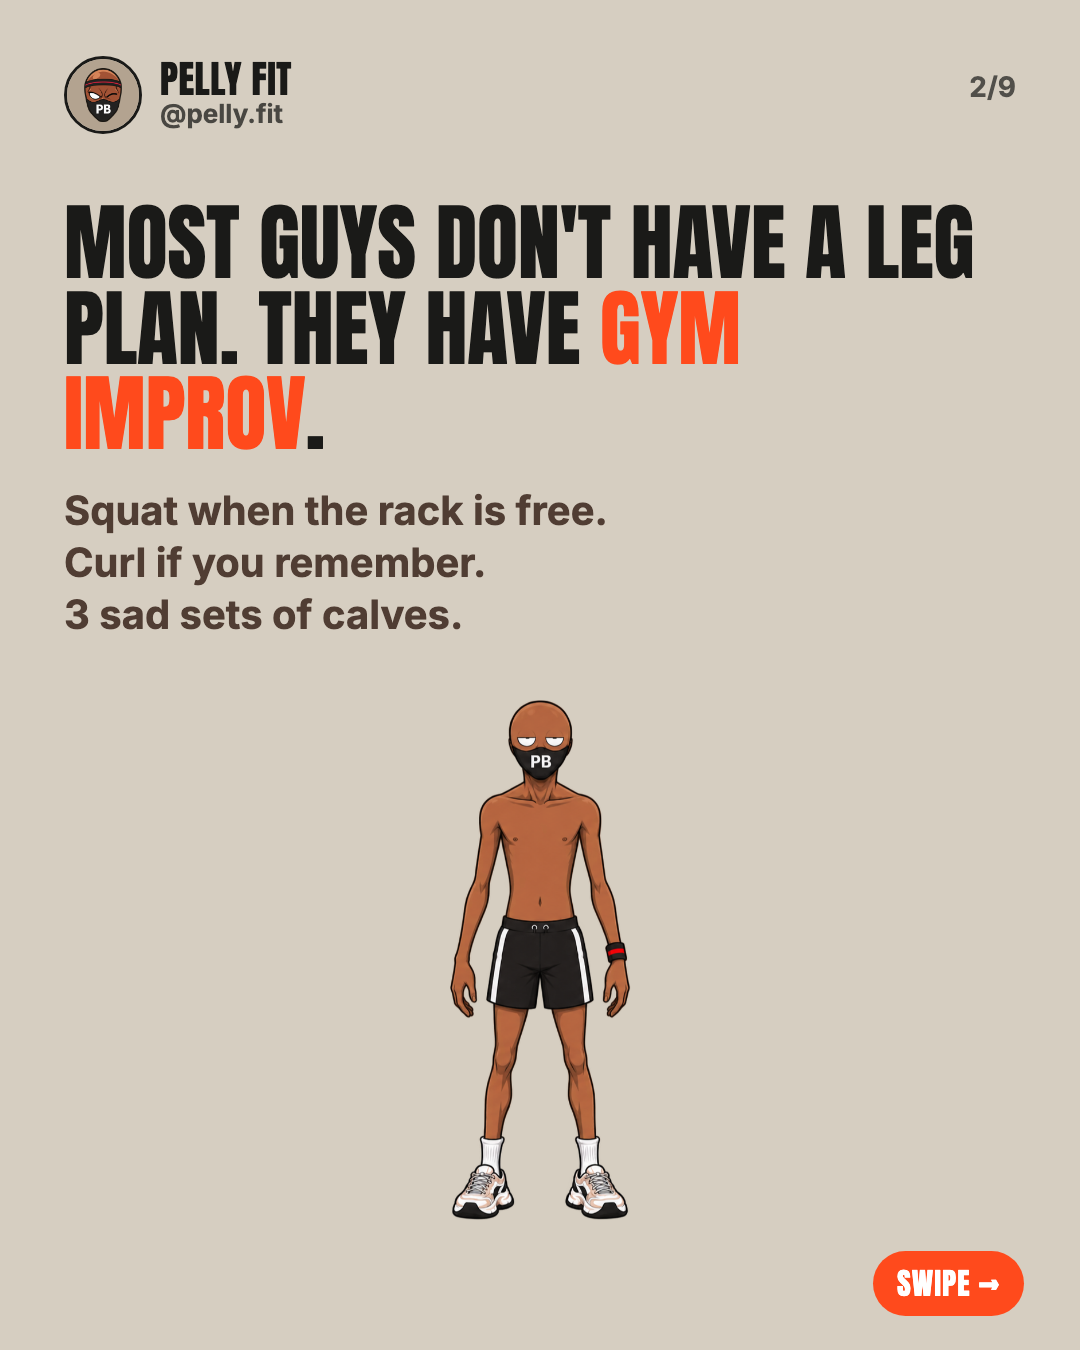 PB
PELLY FIT
@pelly.fit
2/9
MOST GUYS DON'T HAVE A LEG
PLAN. THEY HAVE GYM
IMPROV.
Squat when the rack is free.
Curl if you remember.
3 sad sets of calves.
PB
SWIPE →